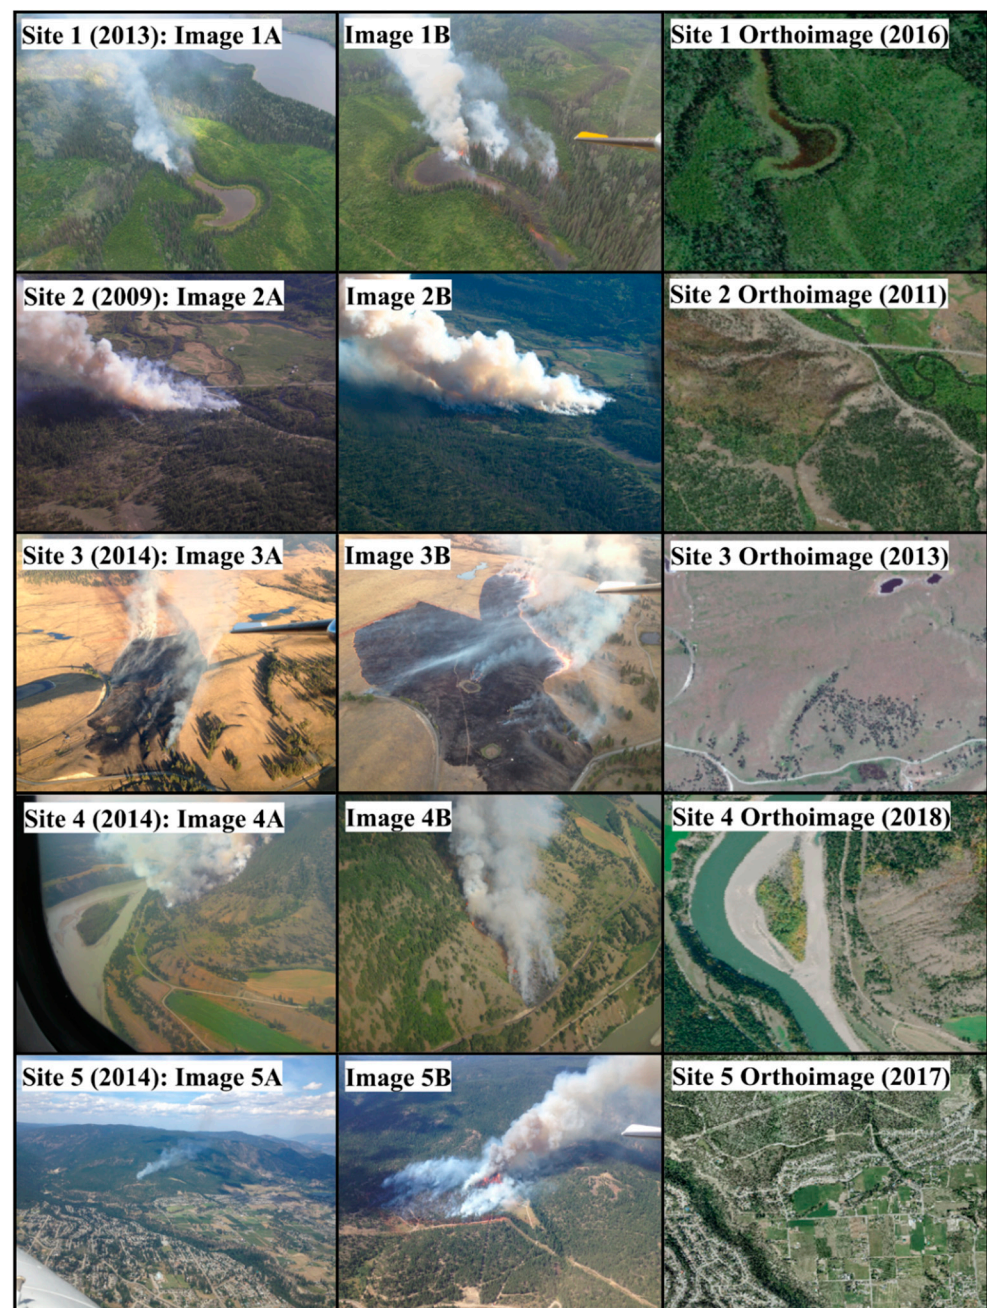 Site 1 (2013): Image 1A
Image 1B
Site 1 Orthoimage (2016)
Site 2 (2009): Image 2A
Image 2B
Site 2 Orthoimage (2011)
Site 3 (2014): Image 3A
Image 3B
Site 3 Orthoimage (2013)
Site 4 (2014): Image 4A
Image 4B
Site 4 Orthoimage (2018)
Site 5 (2014): Image 5A
Image 5B
Site 5 Orthoimage (2017)